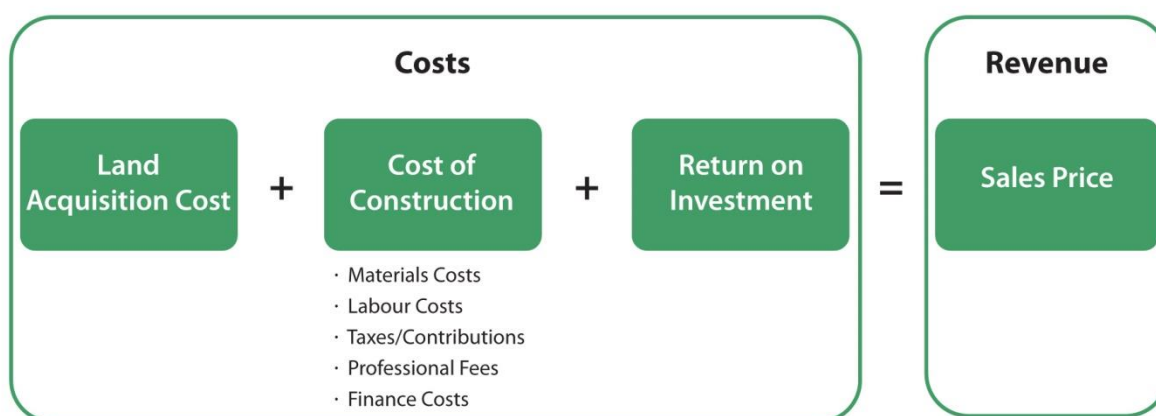 Costs
Land
Acquisition Cost
+
Cost of
Construction
+
Return on
Investment
=
Revenue
Sales Price
· Materials Costs
· Labour Costs
· Taxes/Contributions
· Professional Fees
· Finance Costs